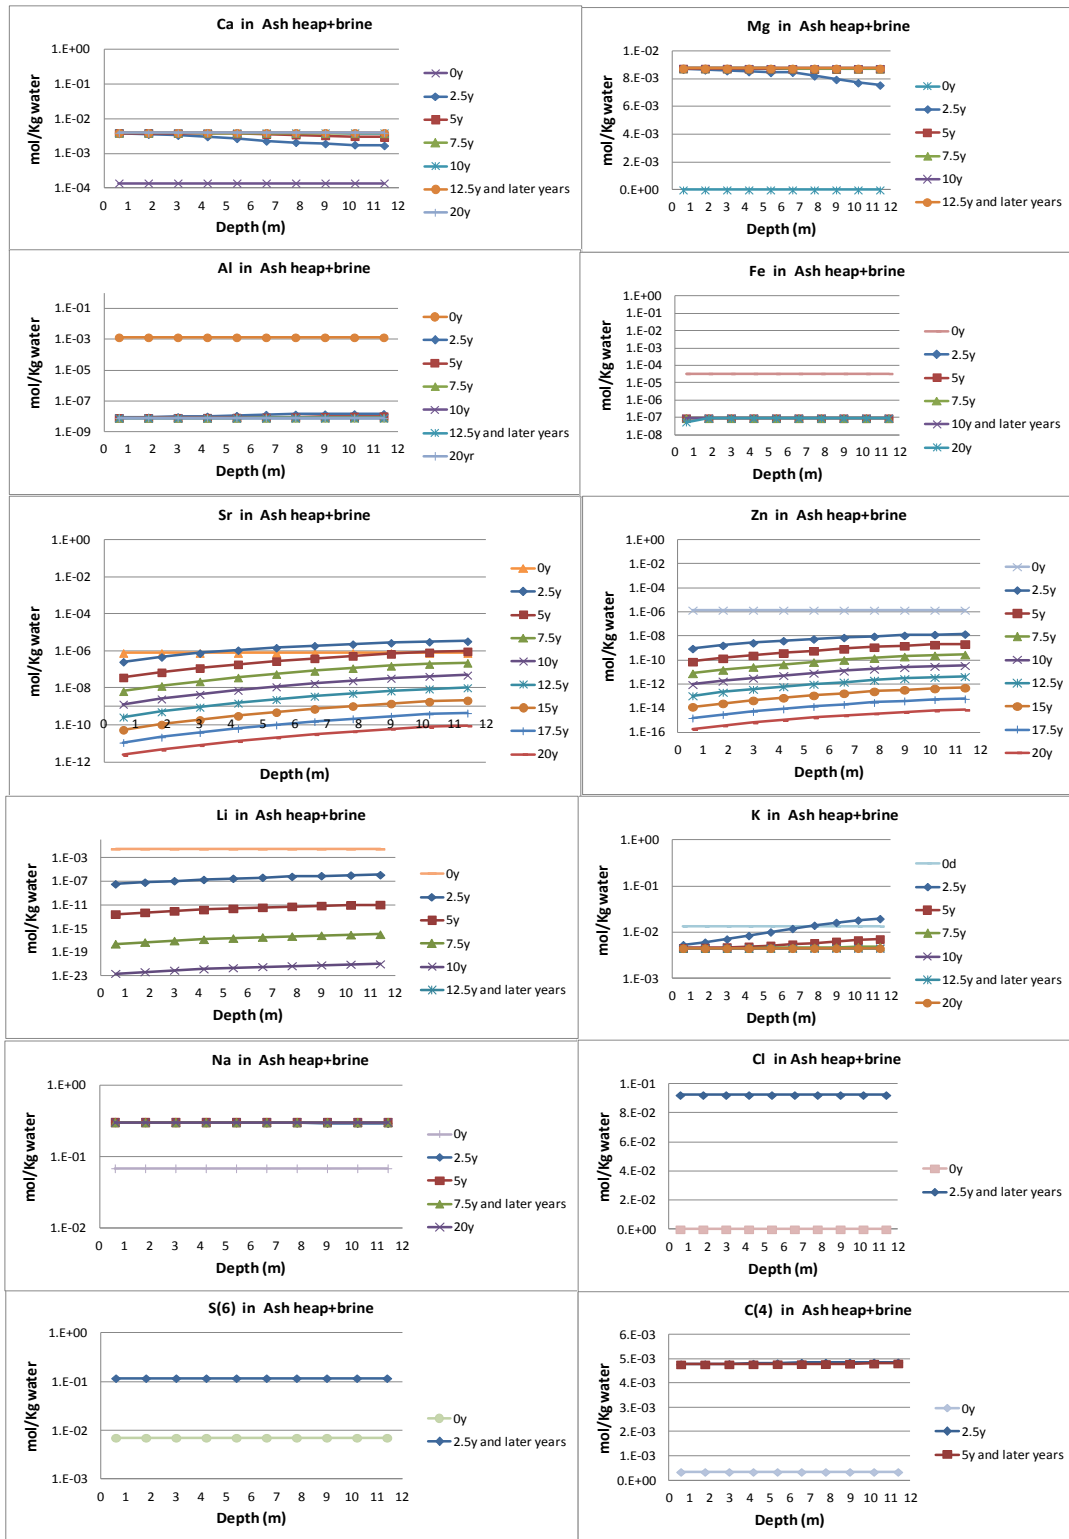 Ca in Ash heap+brine
mol/Kg water
1.E+00
1.E-01
1.E-02
1.E-03
1.E-04
0 1 2 3 4 5 6 7 8 9 10 11 12
Depth (m)
0y
2.5y
5y
7.5y
10y
12.5y and later years
20y
Mg in Ash heap+brine
mol/Kg water
1.E-02
8.E-03
6.E-03
4.E-03
2.E-03
0.E+00
0 1 2 3 4 5 6 7 8 9 10 11 12
Depth (m)
0y
2.5y
5y
7.5y
10y
12.5y and later years
Al in Ash heap+brine
mol/Kg water
1.E-01
1.E-03
1.E-05
1.E-07
1.E-09
0 1 2 3 4 5 6 7 8 9 10 11 12
Depth (m)
0y
2.5y
5y
7.5y
10y
12.5y and later years
20yr
Fe in Ash heap+brine
mol/Kg water
1.E+00
1.E-01
1.E-02
1.E-03
1.E-04
1.E-05
1.E-06
1.E-07
1.E-08
0 1 2 3 4 5 6 7 8 9 10 11 12
Depth (m)
0y
2.5y
5y
7.5y
10y and later years
20y
Sr in Ash heap+brine
mol/Kg water
1.E+00
1.E-02
1.E-04
1.E-06
1.E-08
1.E-10
1.E-12
0 1 2 3 4 5 6 7 8 9 10 11 12
Depth (m)
0y
2.5y
5y
7.5y
10y
12.5y
15y
17.5y
20y
Zn in Ash heap+brine
mol/Kg water
1.E+00
1.E-02
1.E-04
1.E-06
1.E-08
1.E-10
1.E-12
1.E-14
1.E-16
0 1 2 3 4 5 6 7 8 9 10 11 12
Depth (m)
0y
2.5y
5y
7.5y
10y
12.5y
15y
17.5y
20y
Li in Ash heap+brine
mol/Kg water
1.E-03
1.E-07
1.E-11
1.E-15
1.E-19
1.E-23
0 1 2 3 4 5 6 7 8 9 10 11 12
Depth (m)
0y
2.5y
5y
7.5y
10y
12.5y and later years
K in Ash heap+brine
mol/Kg water
1.E+00
1.E-01
1.E-02
1.E-03
0 1 2 3 4 5 6 7 8 9 10 11 12
Depth (m)
0d
2.5y
5y
7.5y
10y
12.5y and later years
20y
Na in Ash heap+brine
mol/Kg water
1.E+00
1.E-01
1.E-02
0 1 2 3 4 5 6 7 8 9 10 11 12
Depth (m)
0y
2.5y
5y
7.5y and later years
20y
Cl in Ash heap+brine
mol/Kg water
1.E-01
8.E-02
6.E-02
4.E-02
2.E-02
0.E+00
0 1 2 3 4 5 6 7 8 9 10 11 12
Depth (m)
0y
2.5y and later years
S(6) in Ash heap+brine
mol/Kg water
1.E+00
1.E-01
1.E-02
1.E-03
0 1 2 3 4 5 6 7 8 9 10 11 12
Depth (m)
0y
2.5y and later years
C(4) in Ash heap+brine
mol/Kg water
6.E-03
5.E-03
4.E-03
3.E-03
2.E-03
1.E-03
0.E+00
0 1 2 3 4 5 6 7 8 9 10 11 12
Depth (m)
0y
2.5y
5y and later years